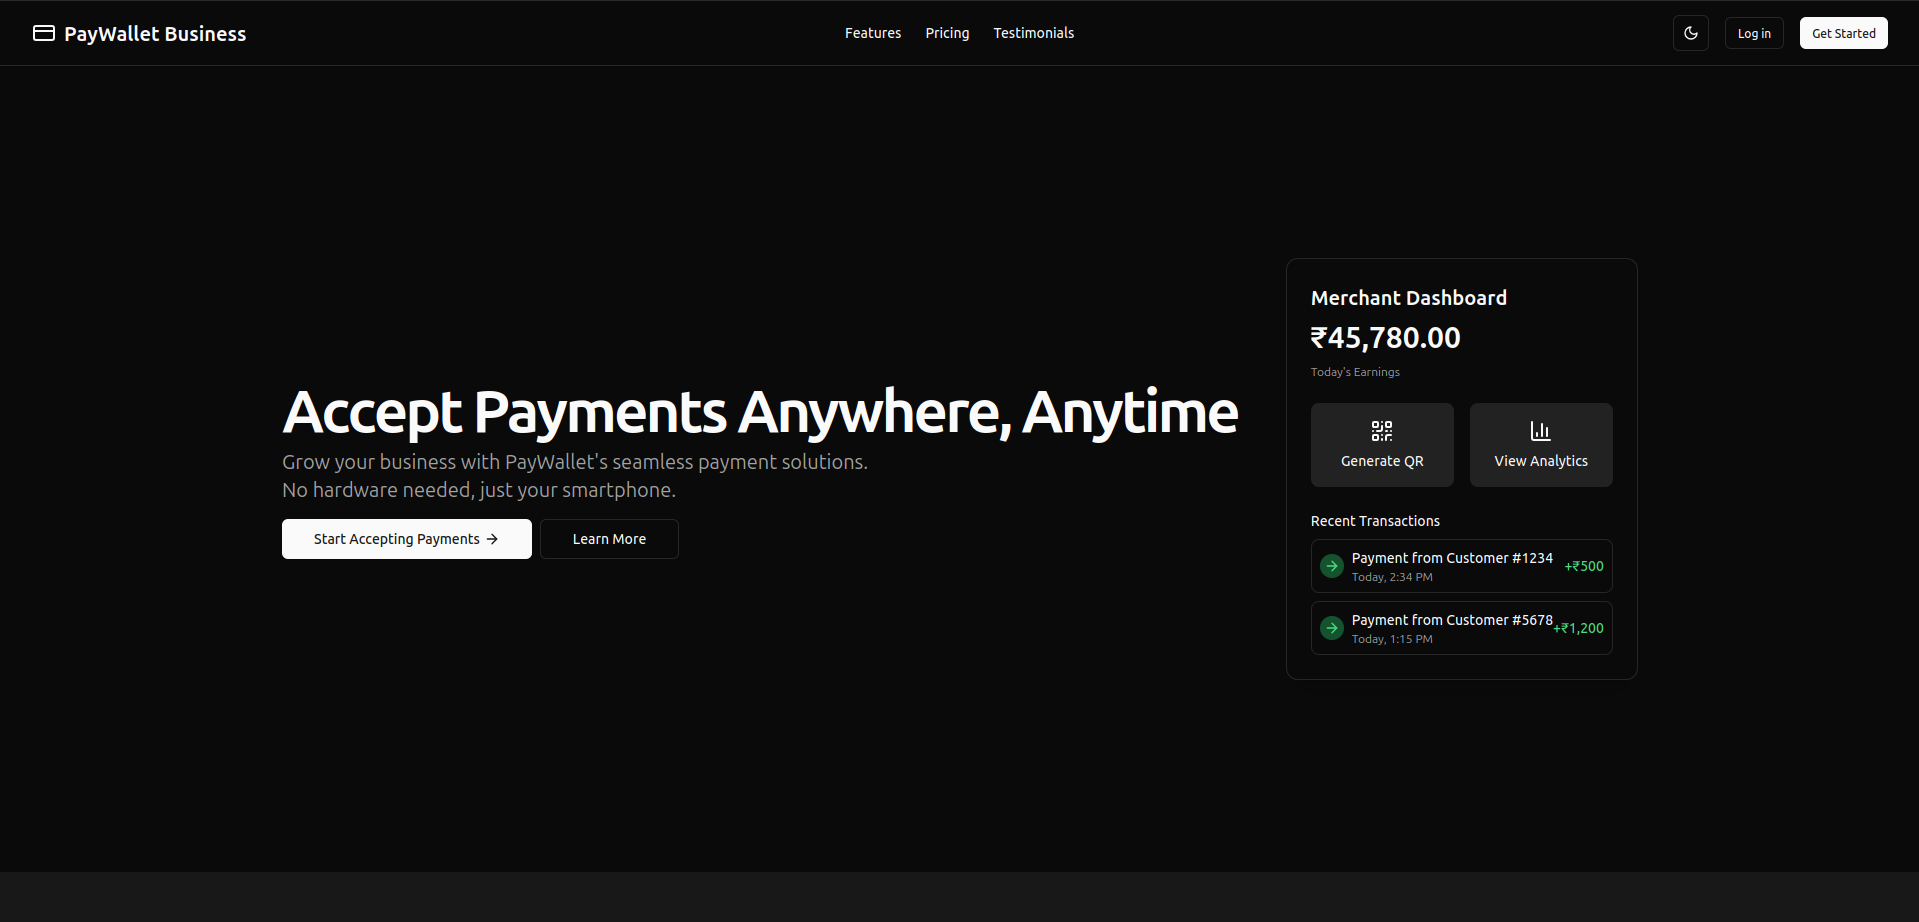 PayWallet Business
Features
Pricing
Testimonials
Log in
Get Started
Accept Payments Anywhere, Anytime
Grow your business with PayWallet's seamless payment solutions.
No hardware needed, just your smartphone.
Start Accepting Payments →
Learn More
Merchant Dashboard
₹45,780.00
Today's Earnings
Generate QR
View Analytics
Recent Transactions
Payment from Customer #1234
Today, 2:34 PM
+₹500
Payment from Customer #5678
Today, 1:15 PM
+₹1,200